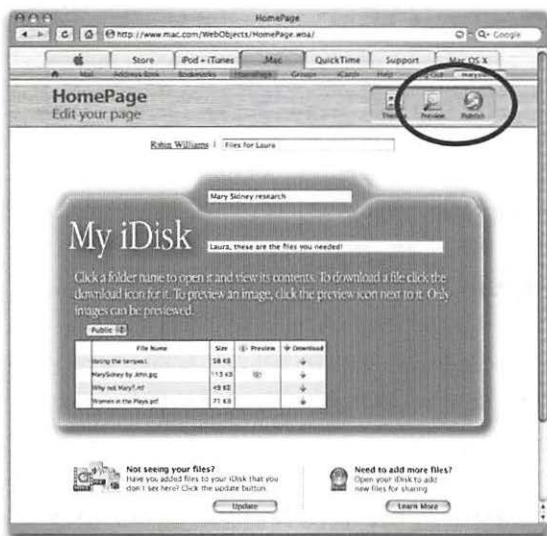 HomePage
http://www.mac.com/WebObjects/HomePage.woa/
Q- Google
Store iPod + iTunes .Mac QuickTime Support Mac OS X
Mail Address Book Bookmarks HomePage Groups iCards Help Log Out
HomePage
Edit your page
Themes Preview Publish
Robin Williams | Files for Laura
Mary Sidney research
My iDisk
Laura, these are the files you needed!
Click a folder name to open it and view its contents. To download a file click the
download icon for it. To preview an image, click the preview icon next to it. Only
images can be previewed.
Public
File Name Size Preview Download
dating the tempest 58 KB
MarySidney by John.jpg 113 KB
Why not Mary?.rtf 49 KB
Women in the Plays.rtf 71 KB
Not seeing your files?
Have you added files to your iDisk that you
don't see here? Click the update button.
Update
Need to add more files?
Open your iDisk to add
new files for sharing.
Learn More